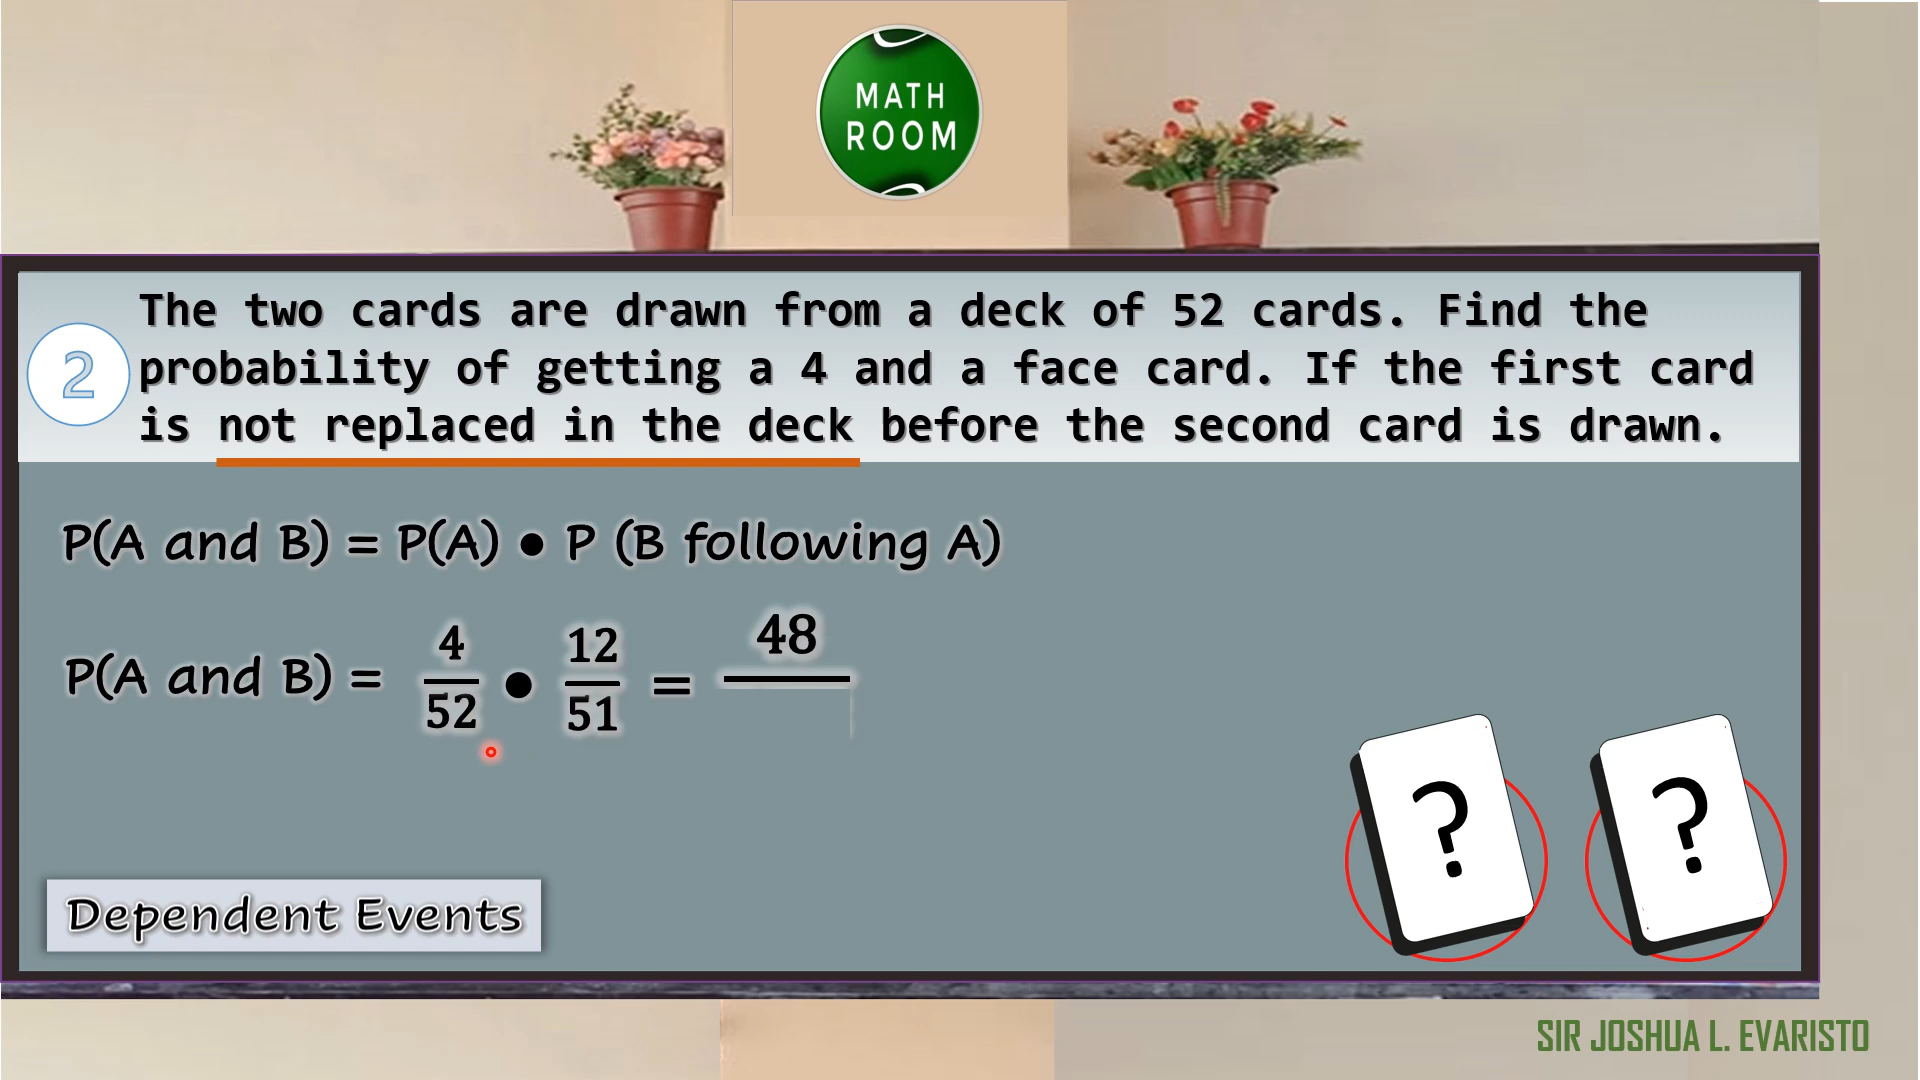 MATH
ROOM
2
The two cards are drawn from a deck of 52 cards. Find the
probability of getting a 4 and a face card. If the first card
is not replaced in the deck before the second card is drawn.
P(A and B) = P(A) • P (B following A)
P(A and B) = 4/52 • 12/51 = 48
? ?
Dependent Events
SIR JOSHUA L. EVARISTO